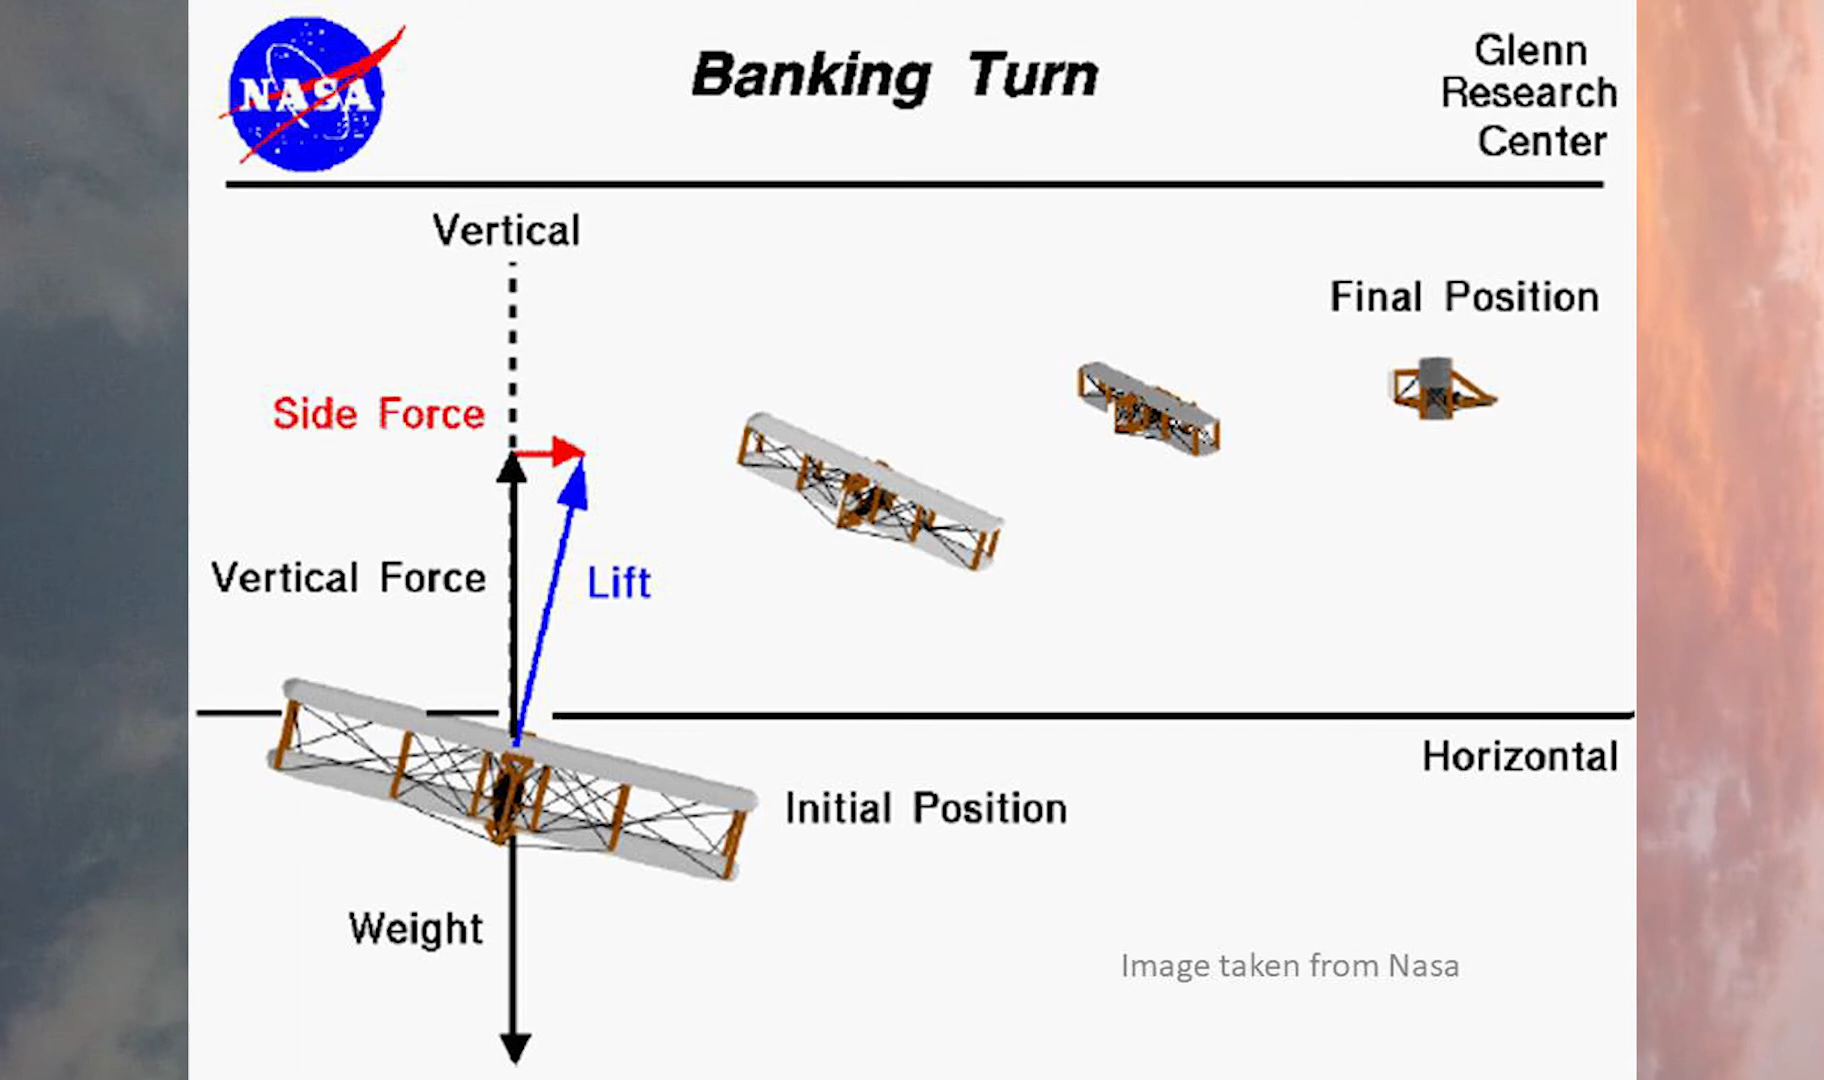 NASA
Banking Turn
Glenn
Research
Center
Vertical
Final Position
Side Force
Vertical Force
Lift
Horizontal
Initial Position
Weight
Image taken from Nasa